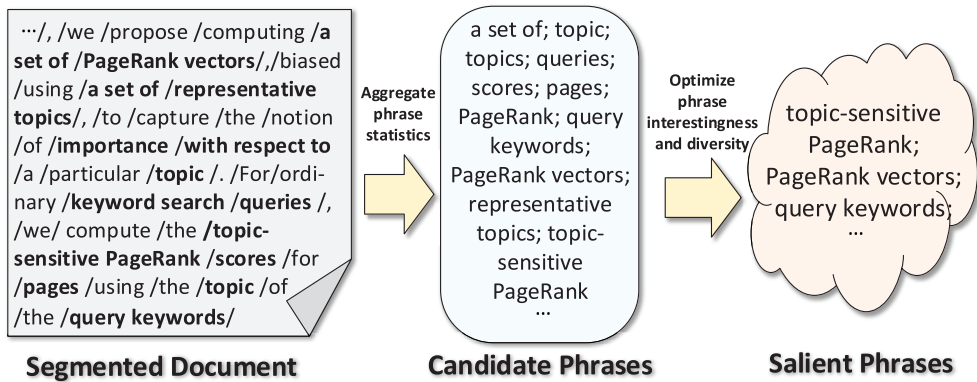 ···/, /we /propose /computing /a
set of /PageRank vectors/,/biased
/using /a set of /representative
topics/, /to /capture /the /notion
/of /importance /with respect to
/a /particular /topic /. /For/ordi-
nary /keyword search /queries /,
/we/ compute /the /topic-
sensitive PageRank /scores /for
/pages /using /the /topic /of
/the /query keywords/
Segmented Document
Aggregate
phrase
statistics
a set of; topic;
topics; queries;
scores; pages;
PageRank; query
keywords;
PageRank vectors;
representative
topics; topic-
sensitive
PageRank
···
Candidate Phrases
Optimize
phrase
interestingness
and diversity
topic-sensitive
PageRank;
PageRank vectors;
query keywords;
···
Salient Phrases